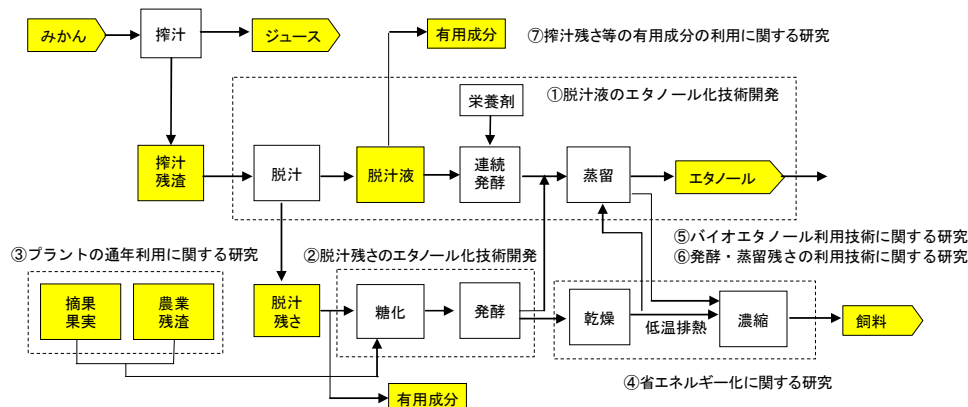 みかん
搾汁
ジュース
有用成分
⑦搾汁残さ等の有用成分の利用に関する研究
①脱汁液のエタノール化技術開発
栄養剤
搾汁
残渣
脱汁
脱汁液
連続
発酵
蒸留
エタノール
⑤バイオエタノール利用技術に関する研究
⑥発酵・蒸留残さの利用技術に関する研究
③プラントの通年利用に関する研究
②脱汁残さのエタノール化技術開発
摘果
果実
農業
残渣
脱汁
残さ
糖化
発酵
乾燥
低温排熱
濃縮
飼料
④省エネルギー化に関する研究
有用成分